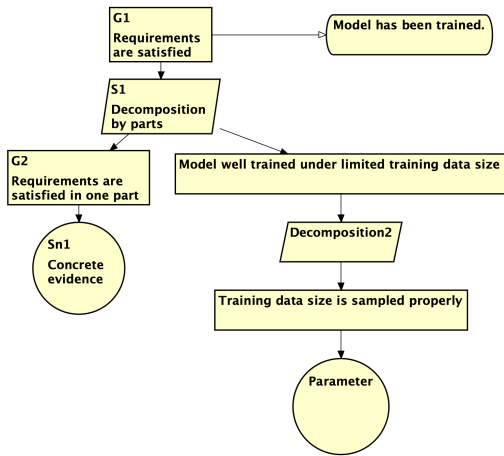 G1
Requirements
are satisfied
Model has been trained.
S1
Decomposition
by parts
G2
Requirements are
satisfied in one part
Model well trained under limited training data size
Sn1
Concrete
evidence
Decomposition2
Training data size is sampled properly
Parameter